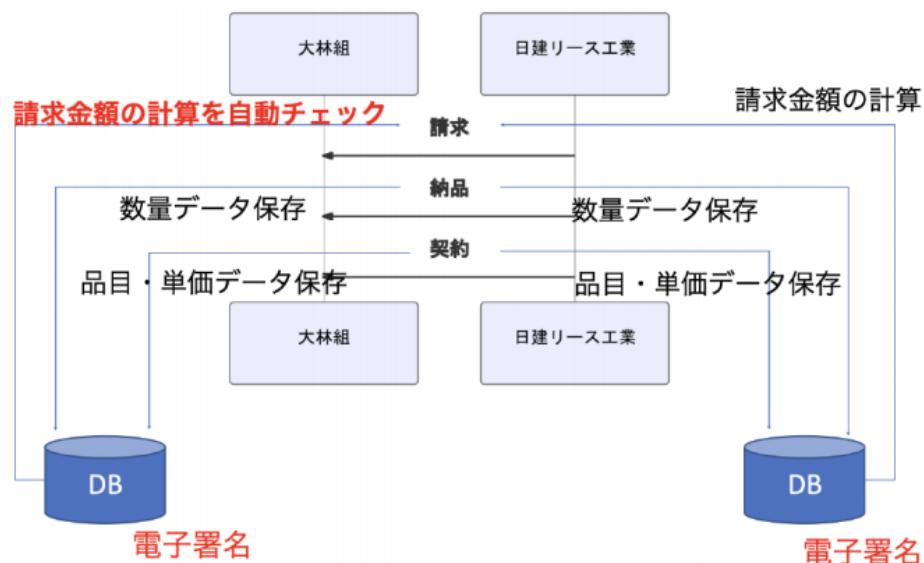 大林組
日建リース工業
請求金額の計算を自動チェック
請求金額の計算
請求
納品
数量データ保存
数量データ保存
契約
品目・単価データ保存
品目・単価データ保存
大林組
日建リース工業
DB
DB
電子署名
電子署名